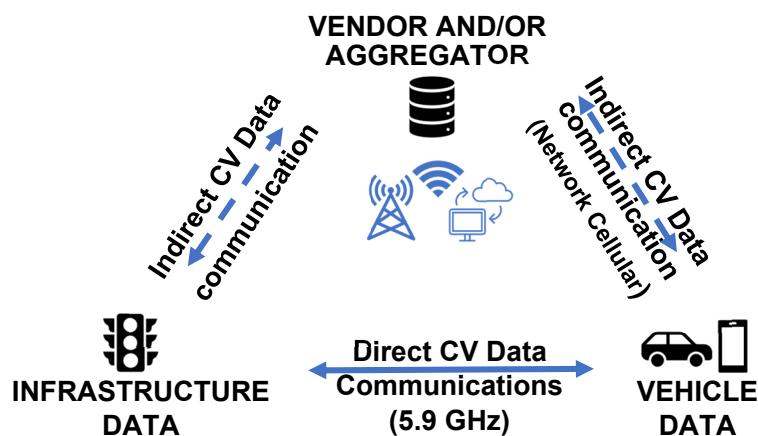 VENDOR AND/OR
AGGREGATOR
Indirect CV Data
communication
Indirect CV Data
communication
(Network Cellular)
Direct CV Data
Communications
(5.9 GHz)
INFRASTRUCTURE
DATA
VEHICLE
DATA